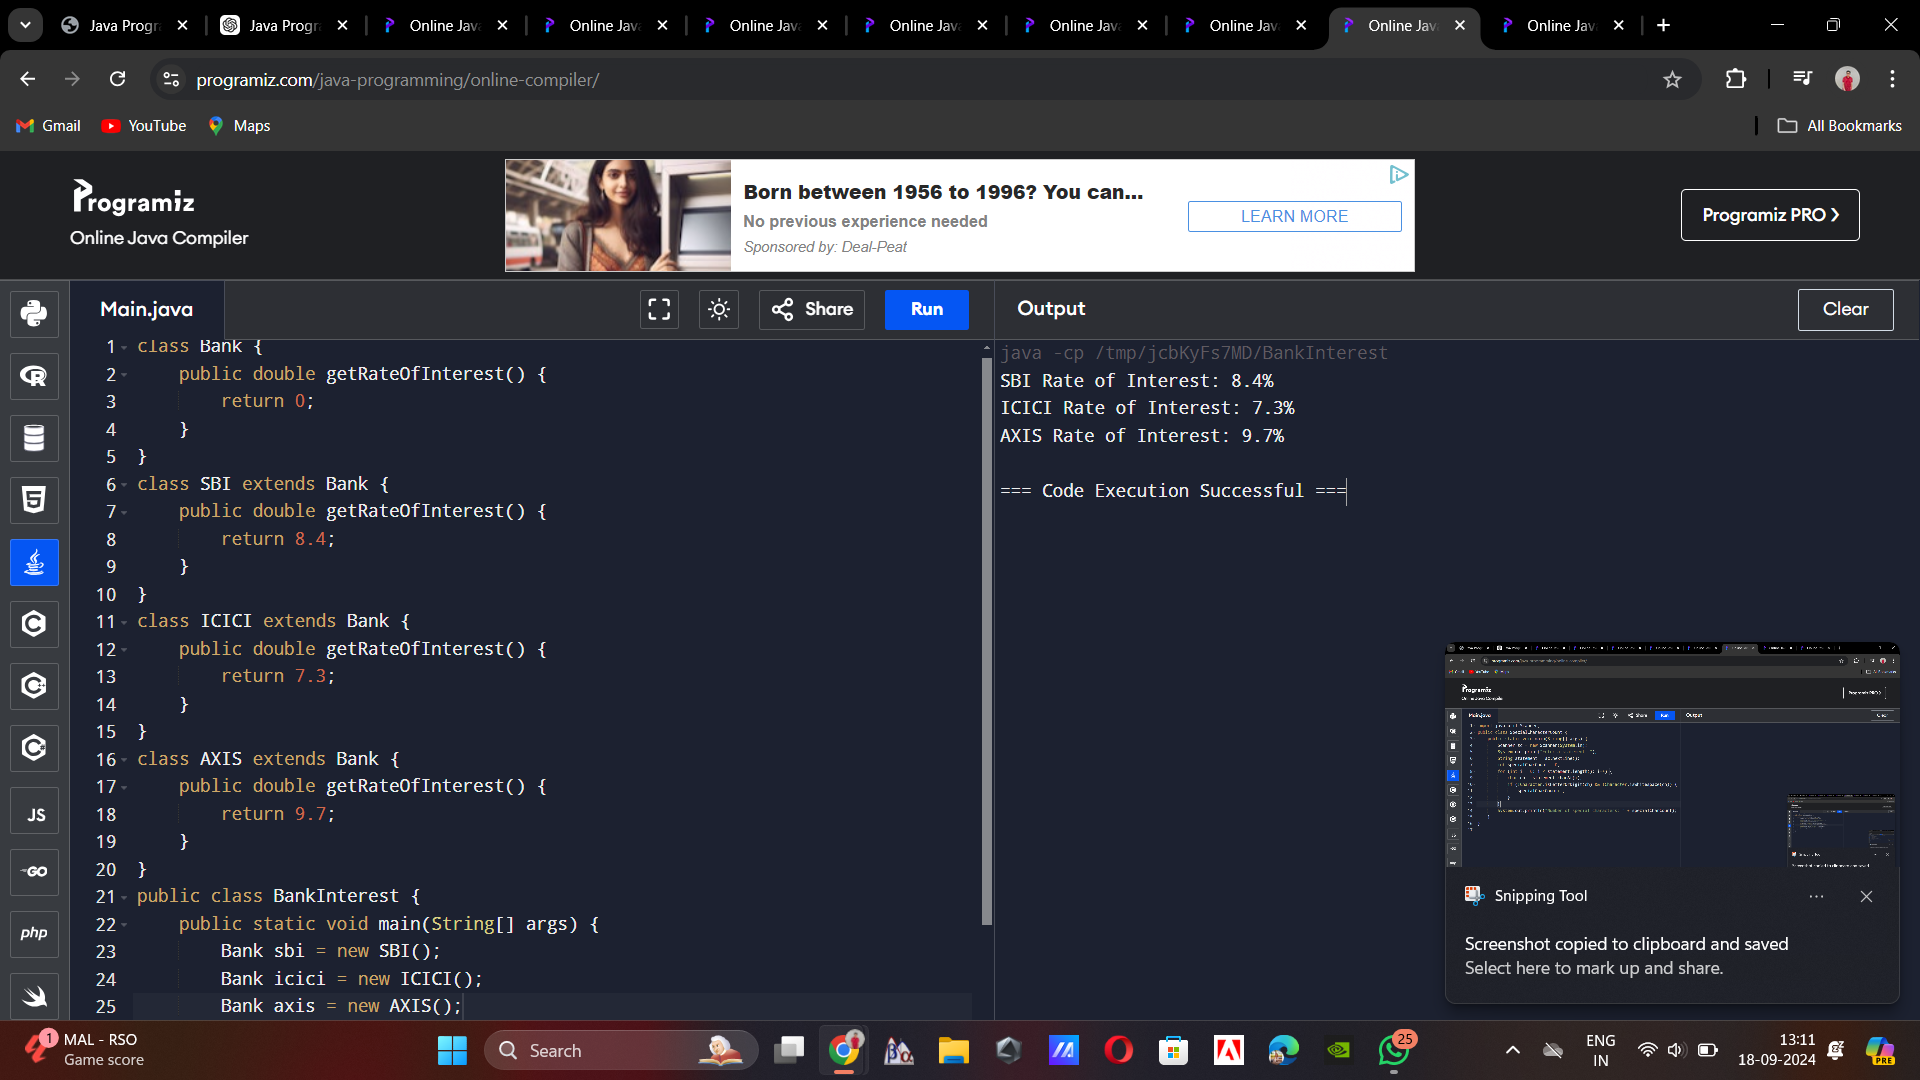 Java Progr
Java Progr
Online Jav
Online Jav
Online Jav
Online Jav
Online Jav
Online Jav
Online Jav
Online Jav
programiz.com/java-programming/online-compiler/
Gmail
YouTube
Maps
All Bookmarks
Programiz
Online Java Compiler
Born between 1956 to 1996? You can...
No previous experience needed
Sponsored by: Deal-Peat
LEARN MORE
Programiz PRO ❯
Main.java
Share
Run
Output
Clear
1 class Bank {
2 public double getRateOfInterest() {
3 return 0;
4 }
5 }
6 class SBI extends Bank {
7 public double getRateOfInterest() {
8 return 8.4;
9 }
10 }
11 class ICICI extends Bank {
12 public double getRateOfInterest() {
13 return 7.3;
14 }
15 }
16 class AXIS extends Bank {
17 public double getRateOfInterest() {
18 return 9.7;
19 }
20 }
21 public class BankInterest {
22 public static void main(String[] args) {
23 Bank sbi = new SBI();
24 Bank icici = new ICICI();
25 Bank axis = new AXIS();
java -cp /tmp/jcbKyFs7MD/BankInterest
SBI Rate of Interest: 8.4%
ICICI Rate of Interest: 7.3%
AXIS Rate of Interest: 9.7%
=== Code Execution Successful ===
JS
GO
php
Snipping Tool
Screenshot copied to clipboard and saved
Select here to mark up and share.
1
MAL - RSO
Game score
Search
25
ENG
IN
13:11
18-09-2024
PRE